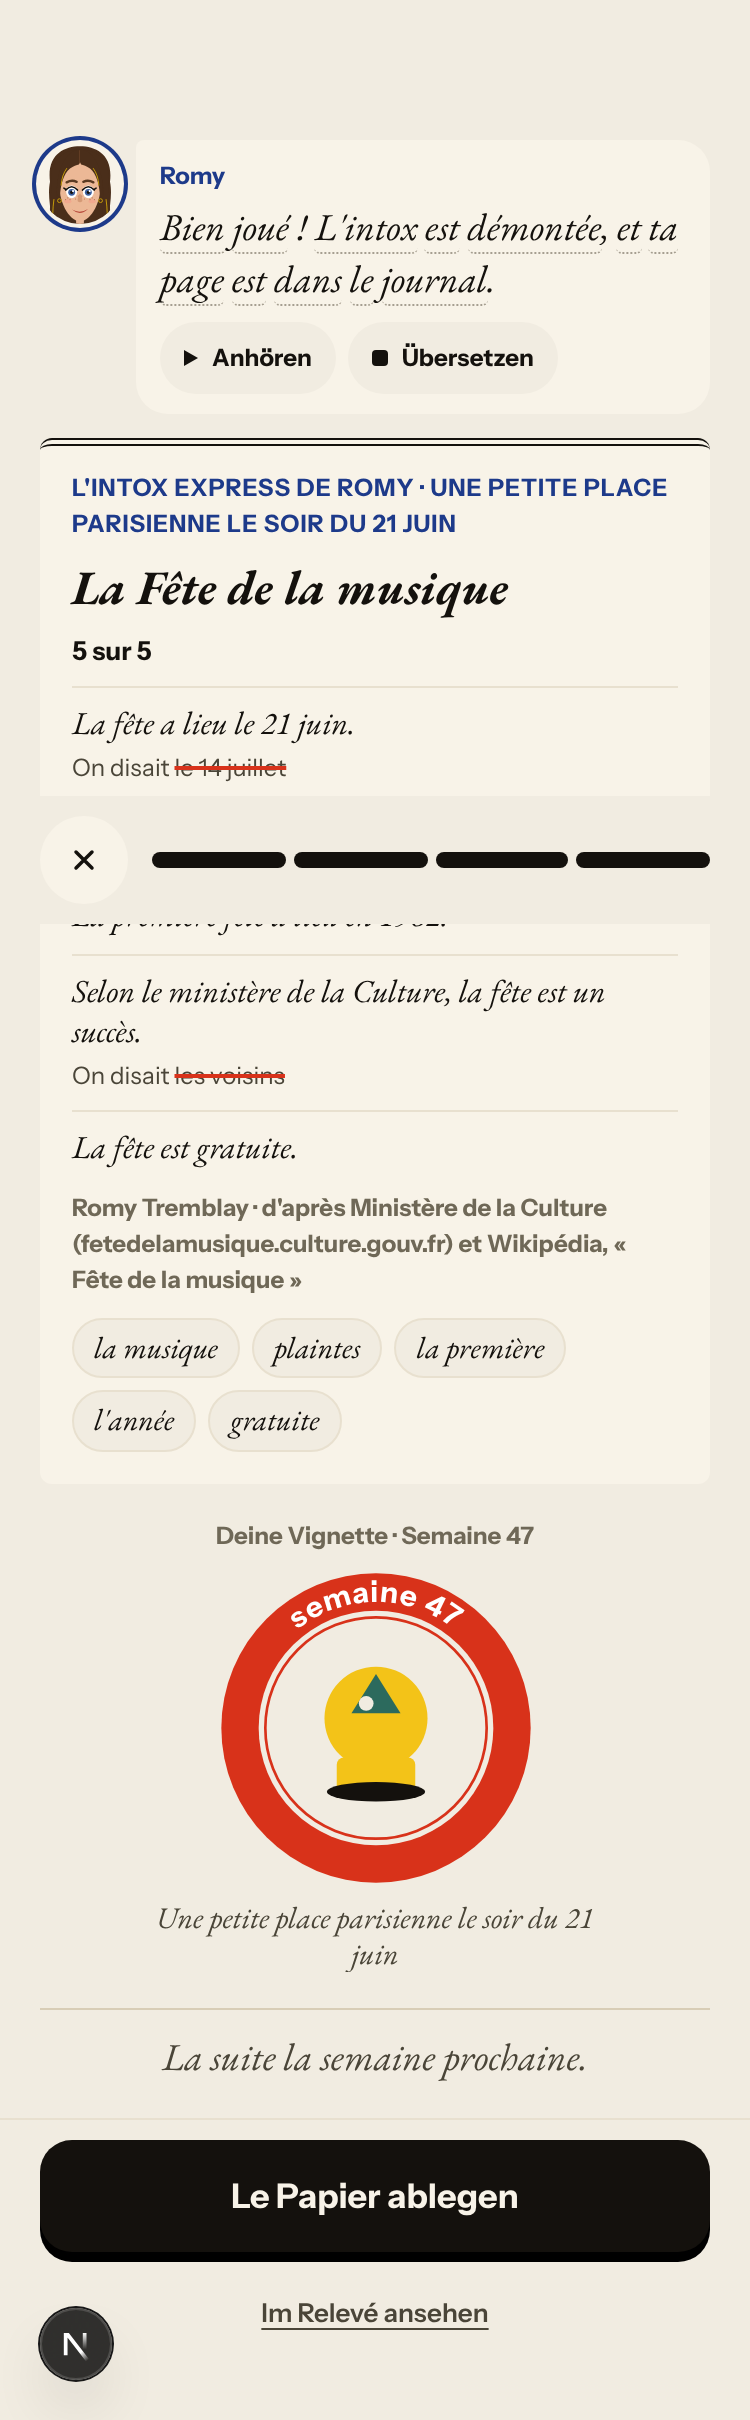 Romy
Bien joué ! L'intox est démontée, et ta
page est dans le journal.
Anhören
Übersetzen
L'INTOX EXPRESS DE ROMY · UNE PETITE PLACE
PARISIENNE LE SOIR DU 21 JUIN
La Fête de la musique
5 sur 5
La fête a lieu le 21 juin.
On disait le 14 juillet
Selon le ministère de la Culture, la fête est un
succès.
On disait les voisins
La fête est gratuite.
Romy Tremblay · d'après Ministère de la Culture
(fetedelamusique.culture.gouv.fr) et Wikipédia, «
Fête de la musique »
la musique
plaintes
la première
l'année
gratuite
Deine Vignette · Semaine 47
semaine 47
Une petite place parisienne le soir du 21
juin
La suite la semaine prochaine.
Le Papier ablegen
Im Relevé ansehen
N